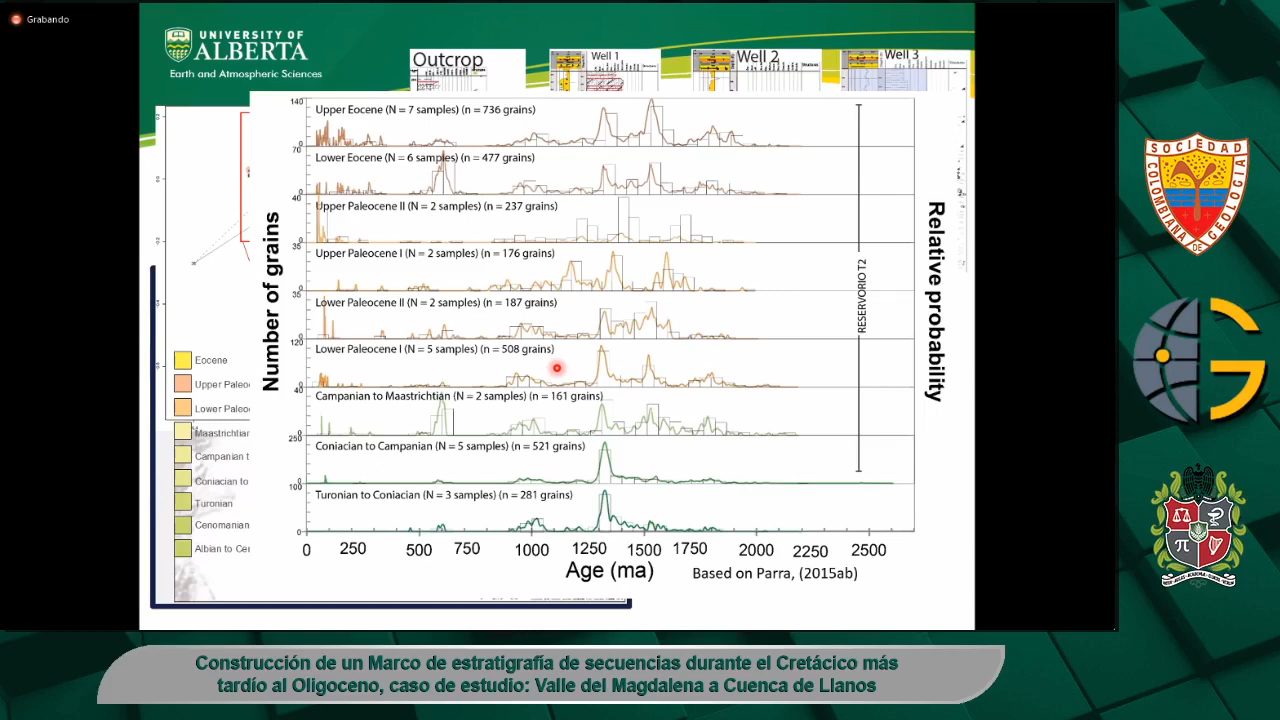 Grabando
UNIVERSITY OF
ALBERTA
Earth and Atmospheric Sciences
Outcrop
Well 1
Well 2
Well 3
140
Upper Eocene (N = 7 samples) (n = 736 grains)
0
70
Lower Eocene (N = 6 samples) (n = 477 grains)
0
40
Upper Paleocene II (N = 2 samples) (n = 237 grains)
0
35
Upper Paleocene I (N = 2 samples) (n = 176 grains)
0
35
Lower Paleocene II (N = 2 samples) (n = 187 grains)
0
120
Lower Paleocene I (N = 5 samples) (n = 508 grains)
0
40
Campanian to Maastrichtian (N = 2 samples) (n = 161 grains)
0
250
Coniacian to Campanian (N = 5 samples) (n = 521 grains)
0
100
Turonian to Coniacian (N = 3 samples) (n = 281 grains)
0
Number of grains
Relative probability
RESERVORIO T2
0 250 500 750 1000 1250 1500 1750 2000 2250 2500
Age (ma)
Based on Parra, (2015ab)
Eocene
Upper Paleo
Lower Paleo
Maastrichtian
Campanian t
Coniacian to
Turonian
Cenomanian
Albian to Cen
SOCIEDAD
COLOMBIANA DE GEOLOGIA
Construcción de un Marco de estratigrafía de secuencias durante el Cretácico más
tardío al Oligoceno, caso de estudio: Valle del Magdalena a Cuenca de Llanos